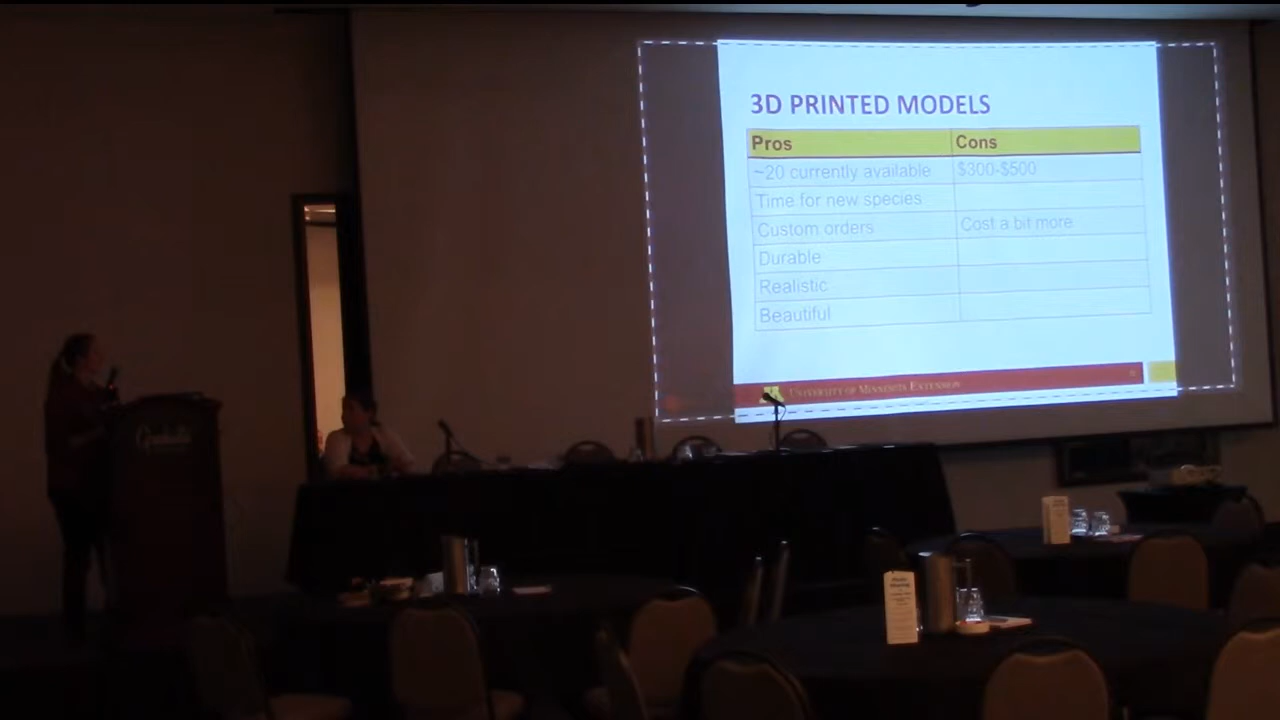 3D PRINTED MODELS
Pros Cons
~20 currently available $300-$500
Time for new species
Custom orders Cost a bit more
Durable
Realistic
Beautiful
UNIVERSITY OF MINNESOTA EXTENSION